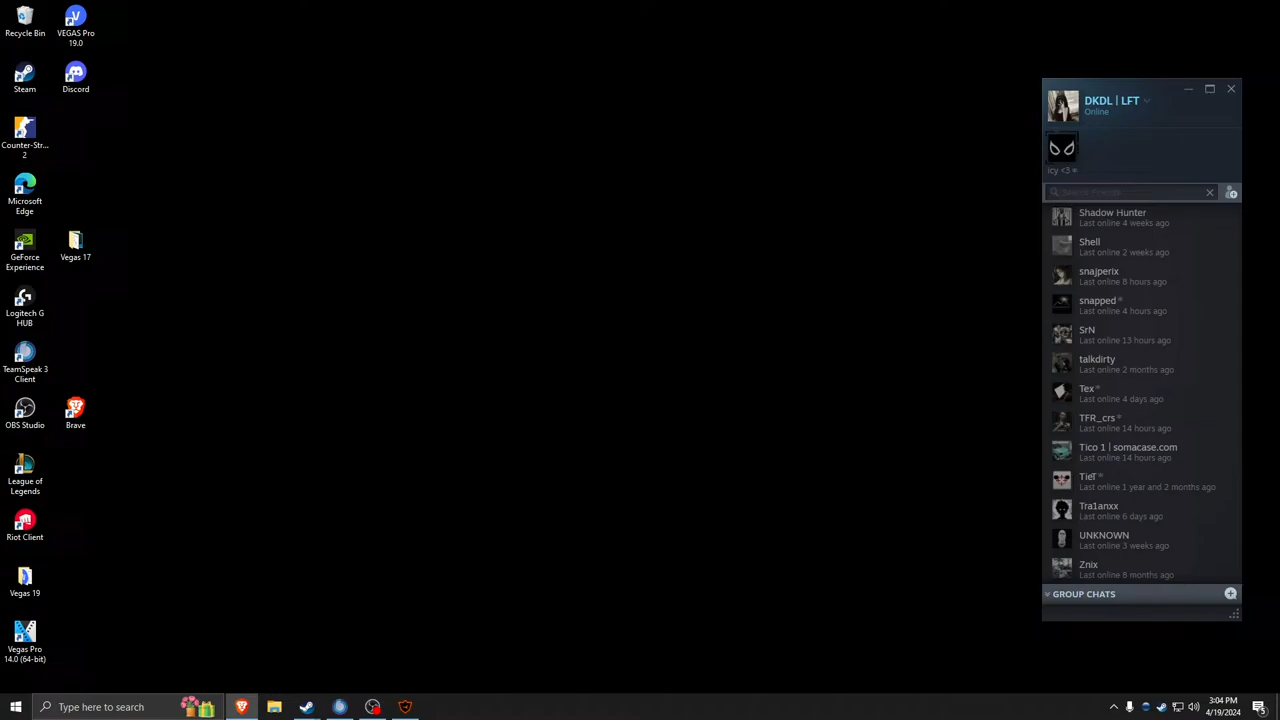 Recycle Bin
VEGAS Pro
19.0
Steam
Discord
Counter-Str...
2
Microsoft
Edge
GeForce
Experience
Vegas 17
Logitech G
HUB
TeamSpeak 3
Client
OBS Studio
Brave
League of
Legends
Riot Client
Vegas 19
Vegas Pro
14.0 (64-bit)
DKDL | LFT
Online
Icy <3 *
Search Friends
Shadow Hunter
Last online 4 weeks ago
Shell
Last online 2 weeks ago
snajperix
Last online 8 hours ago
snapped *
Last online 4 hours ago
SrN
Last online 13 hours ago
talkdirty
Last online 2 months ago
Tex *
Last online 4 days ago
TFR_crs *
Last online 14 hours ago
Tico 1 | somacase.com
Last online 14 hours ago
TieT *
Last online 1 year and 2 months ago
Tra1anxx
Last online 6 days ago
UNKNOWN
Last online 3 weeks ago
Znix
Last online 8 months ago
GROUP CHATS
Type here to search
3:04 PM
4/19/2024
5